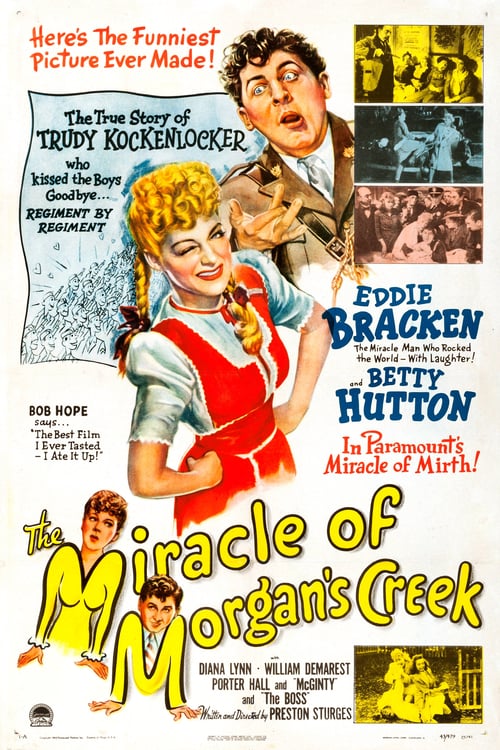 Here's The Funniest
Picture Ever Made!
The True Story of
TRUDY KOCKENLOCKER
who
kissed the Boys
Goodbye...
REGIMENT BY
REGIMENT
EDDIE
BRACKEN
The Miracle Man Who Rocked
the World - With Laughter!
and BETTY
HUTTON
BOB HOPE
says...
"The Best Film
I Ever Tasted
- I Ate It Up!"
In Paramount's
Miracle of Mirth!
The Miracle of
Morgan's Creek
with
DIANA LYNN · WILLIAM DEMAREST
PORTER HALL and "McGINTY"
and "The BOSS"
Written and Directed by PRESTON STURGES